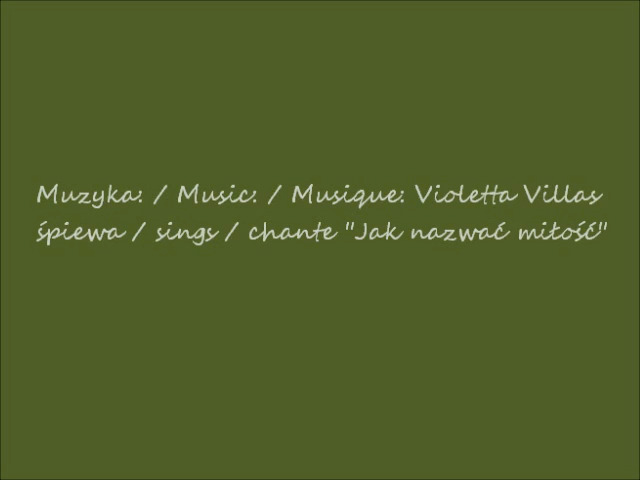 Muzyka: / Music: / Musique: Violetta Villas
śpiewa / sings / chante "Jak nazwać miłość"